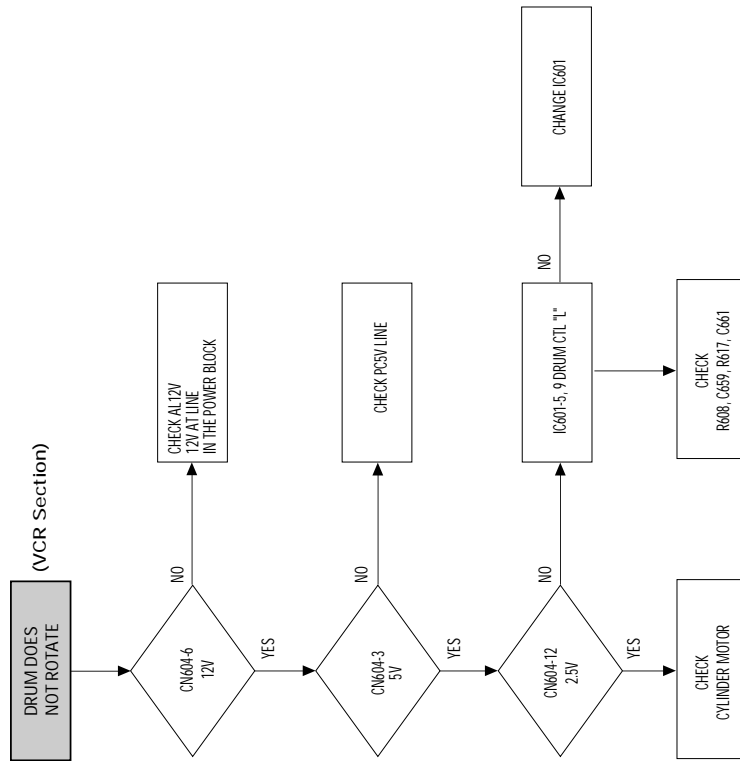 DRUM DOES
NOT ROTATE
(VCR Section)
CN604-6
12V
NO
CHECK AL12V
12V AT LINE
IN THE POWER BLOCK
YES
CN604-3
5V
NO
CHECK PC5V LINE
YES
CN604-12
2.5V
NO
IC601-5, 9 DRUM CTL "L"
NO
CHANGE IC601
YES
CHECK
CYLINDER MOTOR
CHECK
R608, C659, R617, C661